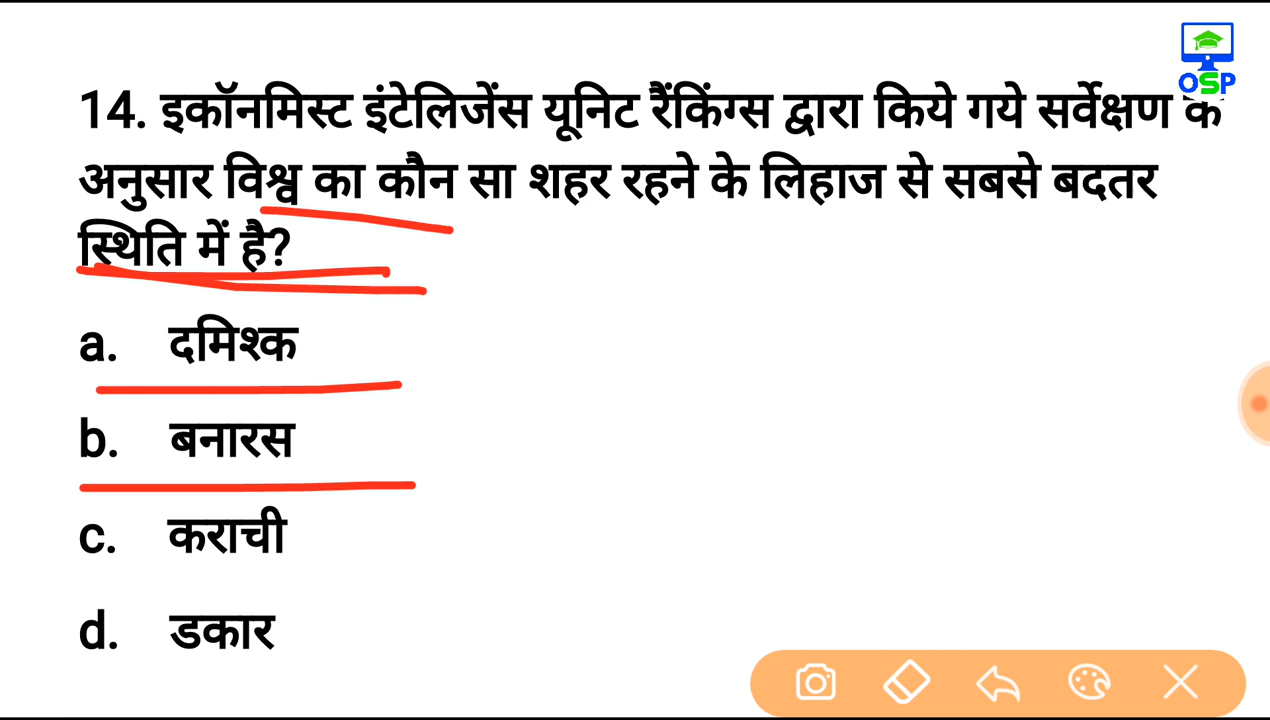 OSP
14. इकॉनमिस्ट इंटेलिजेंस यूनिट रैंकिंग्स द्वारा किये गये सर्वेक्षण के
अनुसार विश्व का कौन सा शहर रहने के लिहाज से सबसे बदतर
स्थिति में है?
a. दमिश्क
b. बनारस
c. कराची
d. डकार